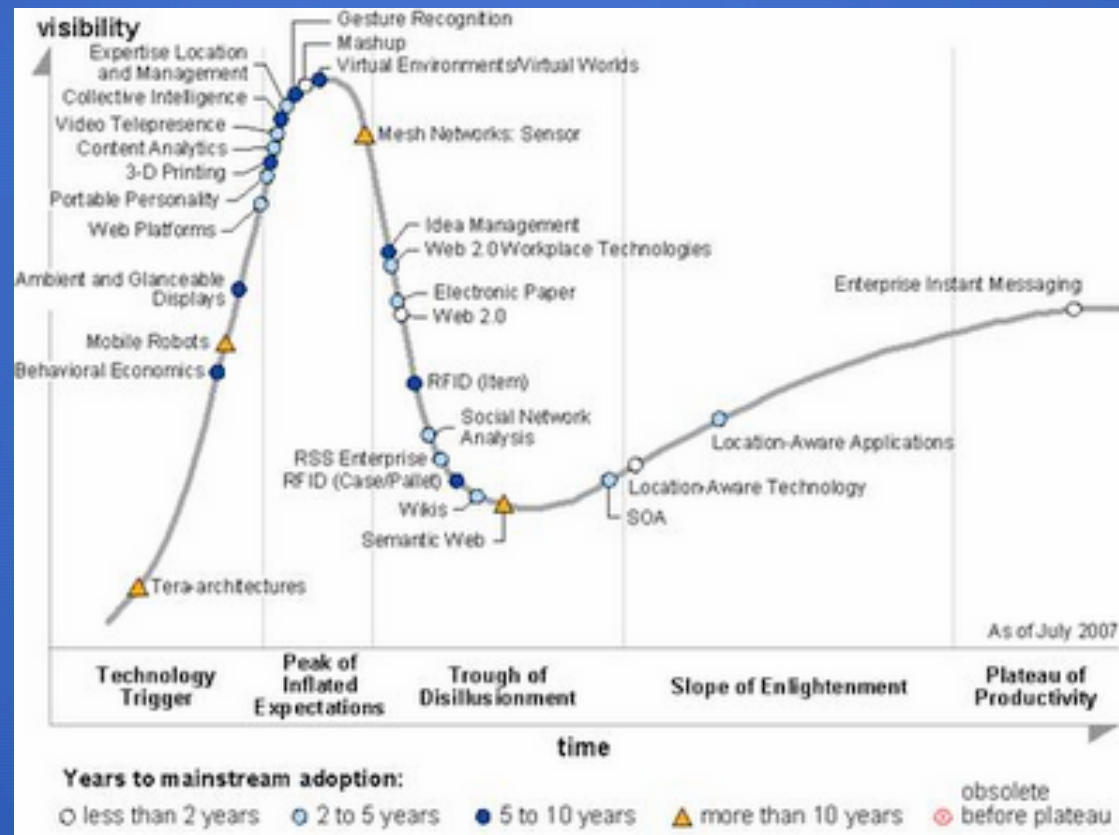 visibility
Gesture Recognition
Mashup
Virtual Environments/Virtual Worlds
Expertise Location
and Management
Collective Intelligence
Video Telepresence
Content Analytics
3-D Printing
Portable Personality
Web Platforms
Ambient and Glanceable
Displays
Mobile Robots
Behavioral Economics
Tera-architectures
Mesh Networks: Sensor
Idea Management
Web 2.0 Workplace Technologies
Electronic Paper
Web 2.0
RFID (Item)
Social Network
Analysis
RSS Enterprise
RFID (Case/Pallet)
Wikis
Semantic Web
Enterprise Instant Messaging
Location-Aware Applications
Location-Aware Technology
SOA
As of July 2007
Technology
Trigger
Peak of
Inflated
Expectations
Trough of
Disillusionment
Slope of Enlightenment
Plateau of
Productivity
time
Years to mainstream adoption:
less than 2 years
2 to 5 years
5 to 10 years
more than 10 years
obsolete
before plateau